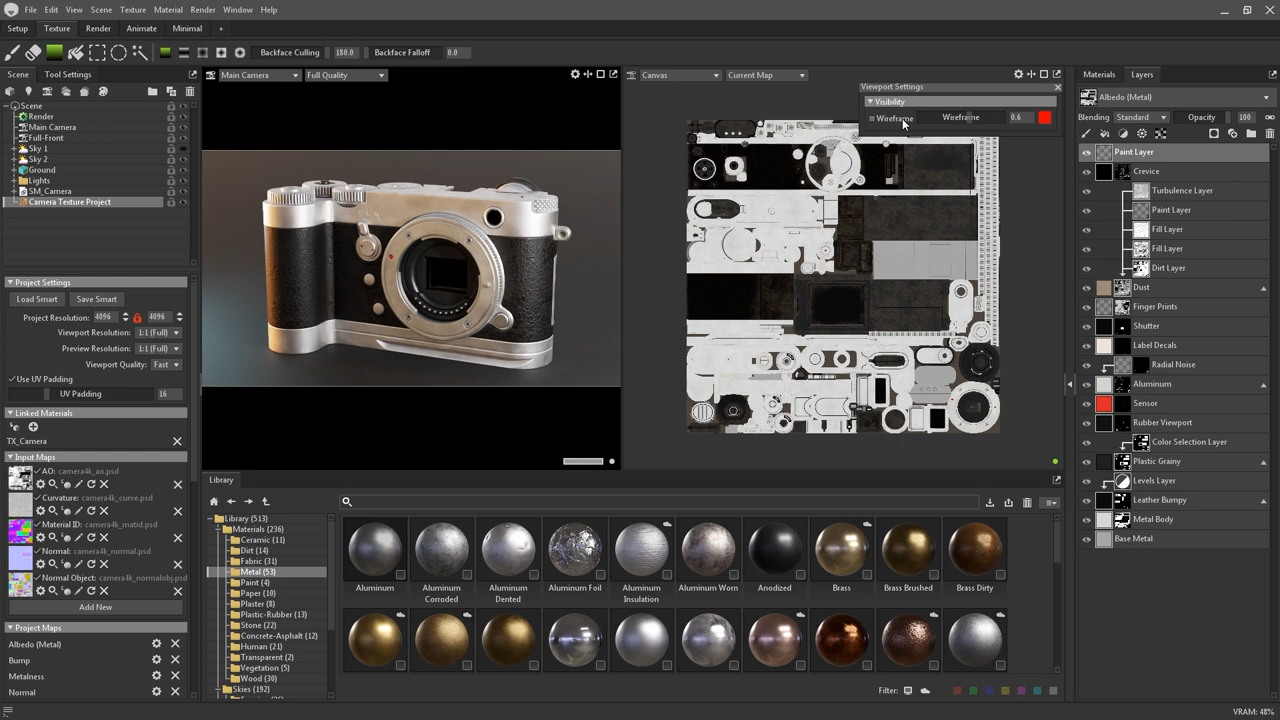 File Edit View Scene Texture Material Render Window Help
Setup Texture Render Animate Minimal +
Backface Culling 180.0 Backface Falloff 0.0
Scene Tool Settings
Scene
Render
Main Camera
Full-Front
Sky 1
Sky 2
Ground
Lights
SM_Camera
Camera Texture Project
Project Settings
Load Smart Save Smart
Project Resolution: 4096 4096
Viewport Resolution: 1:1 (Full)
Preview Resolution: 1:1 (Full)
Viewport Quality: Fast
Use UV Padding
UV Padding 16
Linked Materials
TX_Camera
Input Maps
AO: camera4k_ao.psd
Curvature: camera4k_curve.psd
Material ID: camera4k_matid.psd
Normal: camera4k_normal.psd
Normal Object: camera4k_normalobj.psd
Add New
Project Maps
Albedo (Metal)
Bump
Metalness
Normal
Main Camera Full Quality
Canvas Current Map
Viewport Settings
Visibility
Wireframe Wireframe 0.6
Library
Library (513)
Materials (236)
Ceramic (11)
Dirt (14)
Fabric (31)
Metal (53)
Paint (4)
Paper (10)
Plaster (8)
Plastic-Rubber (13)
Stone (22)
Concrete-Asphalt (12)
Human (21)
Transparent (2)
Vegetation (5)
Wood (30)
Skies (192)
Aluminum
Aluminum Corroded
Aluminum Dented
Aluminum Foil
Aluminum Insulation
Aluminum Worn
Anodized
Brass
Brass Brushed
Brass Dirty
Filter:
Materials Layers
Albedo (Metal)
Blending Standard Opacity 100
Paint Layer
Crevice
Turbulence Layer
Paint Layer
Fill Layer
Fill Layer
Dirt Layer
Dust
Finger Prints
Shutter
Label Decals
Radial Noise
Aluminum
Sensor
Rubber Viewport
Color Selection Layer
Plastic Grainy
Levels Layer
Leather Bumpy
Metal Body
Base Metal
VRAM: 48%